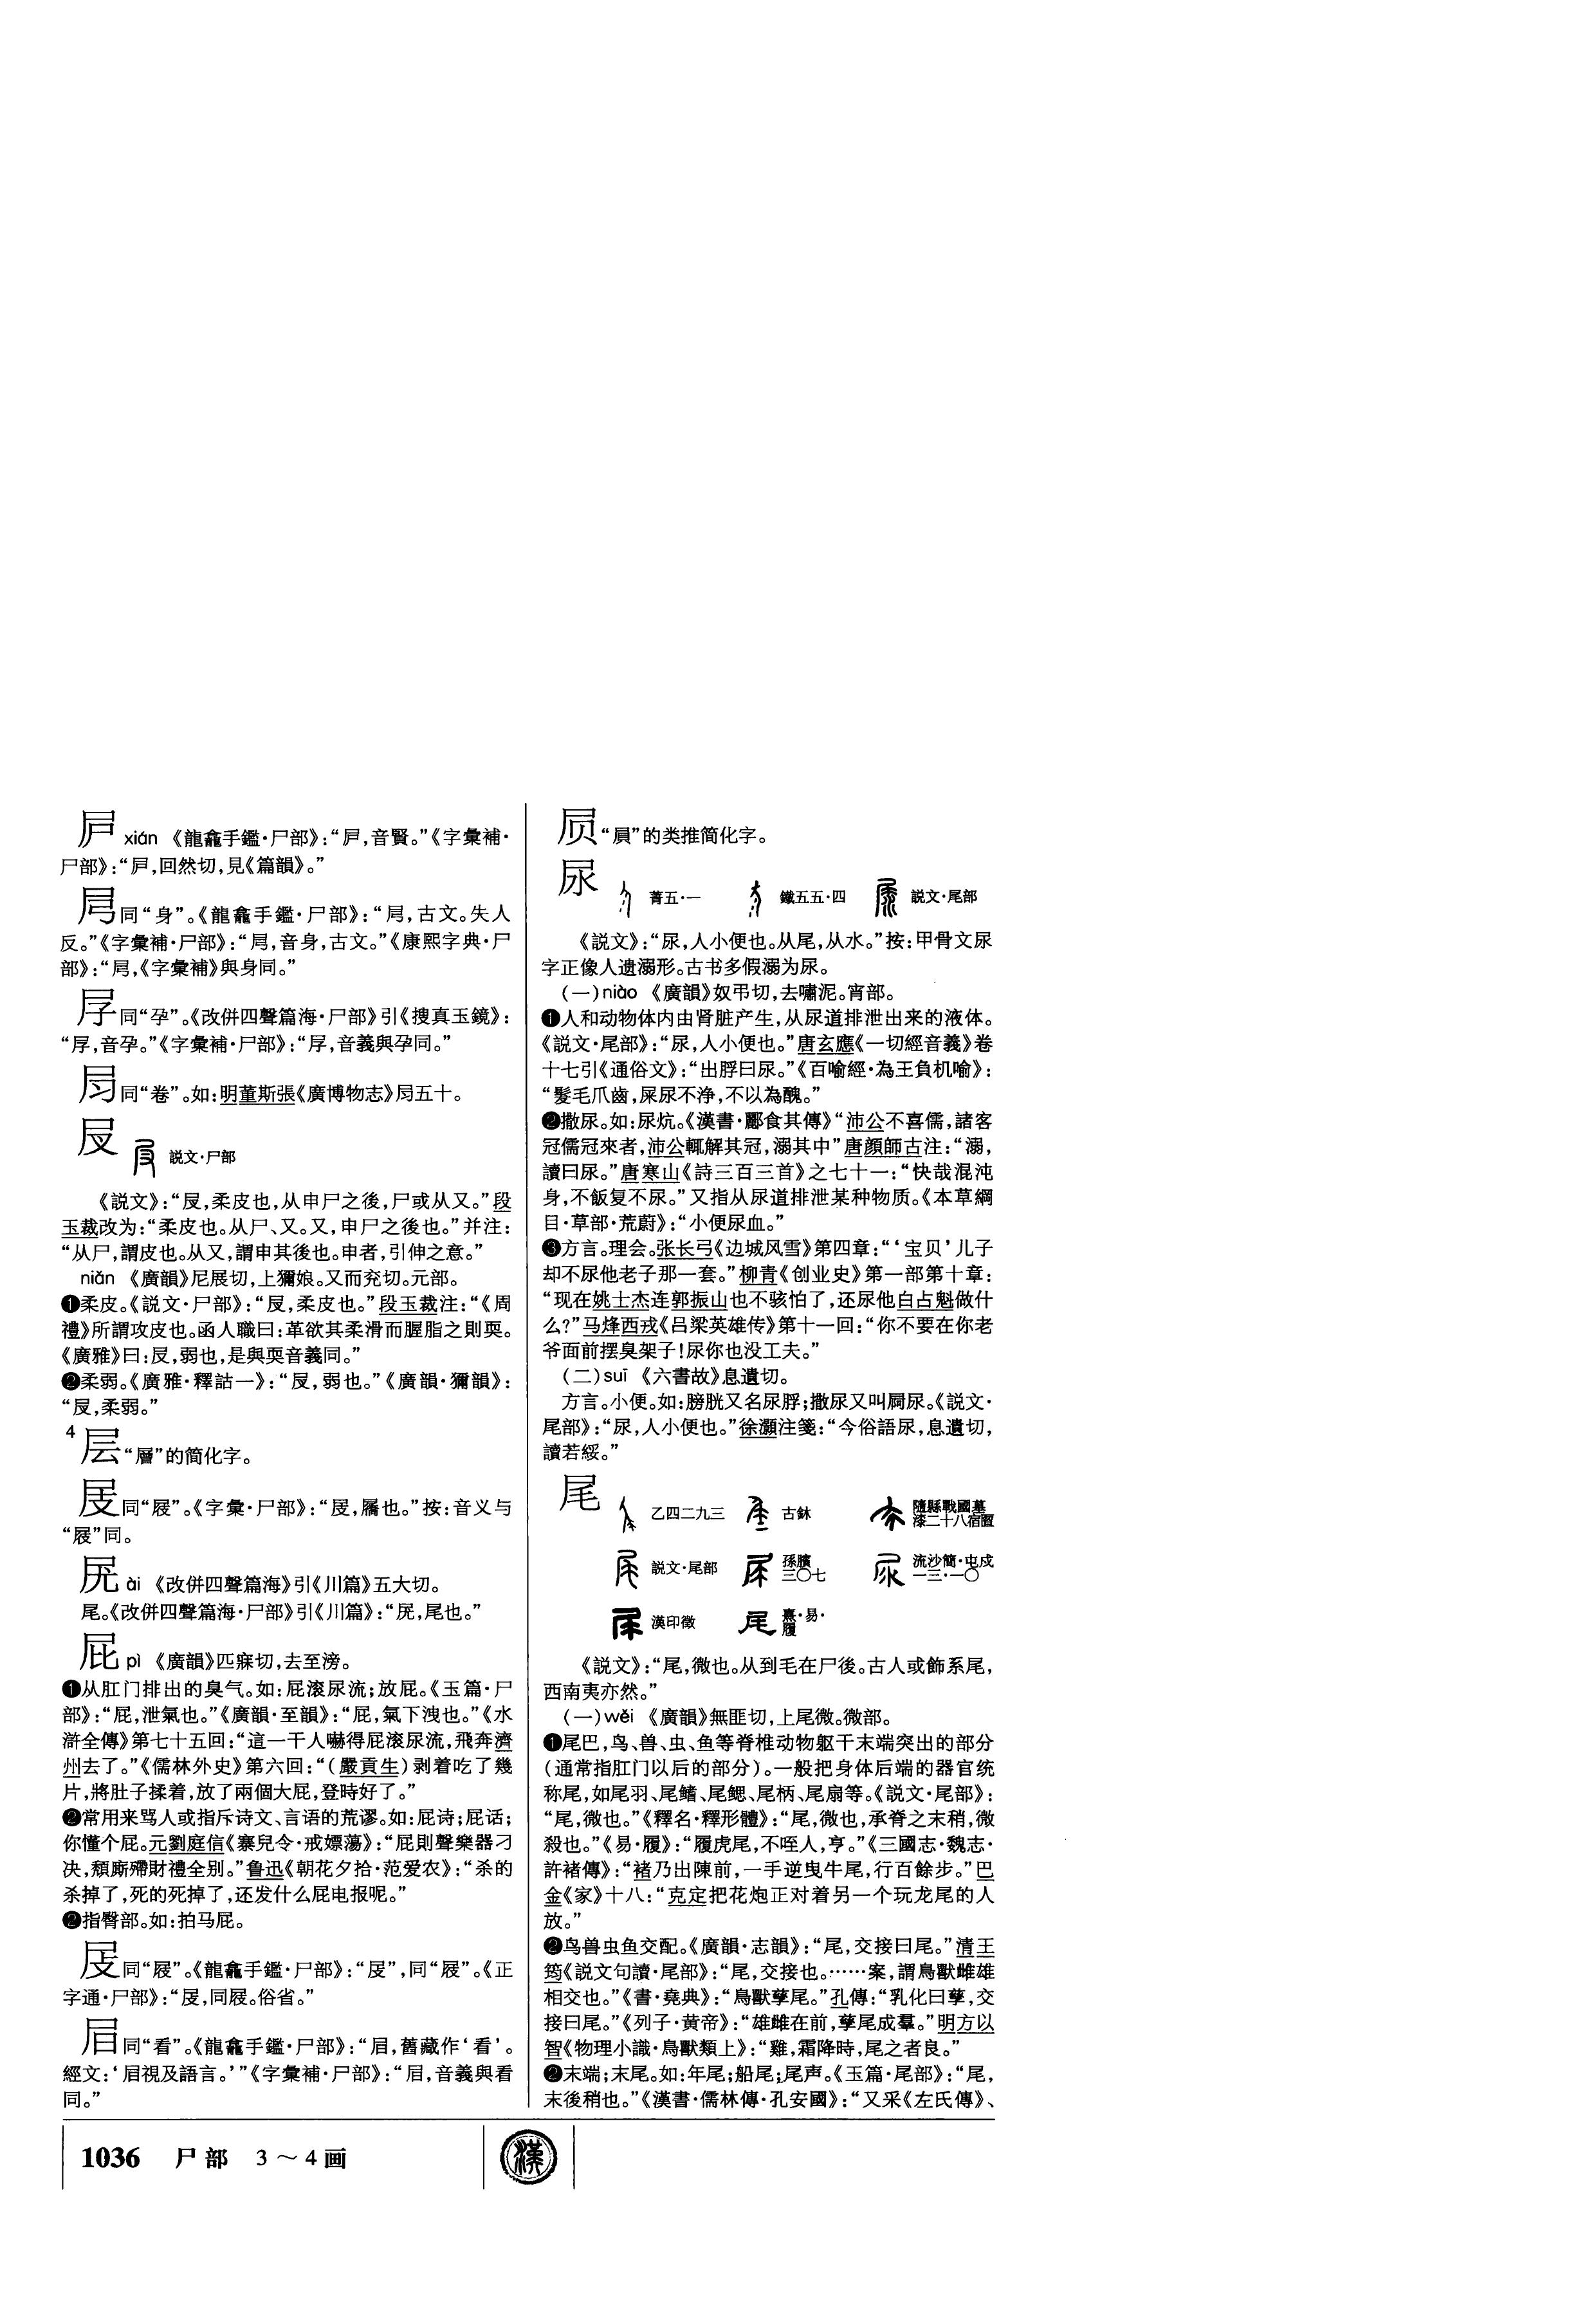 xián 《龍龕手鑑·尸部》：“，音賢。”《字彙補·
尸部》：“，回然切，見《篇韻》。”
同“身”。《龍龕手鑑·尸部》：“，古文。失人
反。”《字彙補·尸部》：“，音身，古文。”《康熙字典·尸
部》：“，《字彙補》與身同。”
同“孕”。《改併四聲篇海·尸部》引《搜真玉鏡》：
“，音孕。”《字彙補·尸部》：“，音義與孕同。”
同“卷”。如：明董斯張《廣博物志》五十。
㞋 説文·尸部
《説文》：“㞋，柔皮也，从申尸之後，尸或从又。”段
玉裁改为：“柔皮也。从尸、又。又，申尸之後也。”并注：
“从尸，謂皮也。从又，謂申其後也。申者，引伸之意。”
niǎn 《廣韻》尼展切，上獮娘。又而兖切。元部。
❶柔皮。《説文·尸部》：“㞋，柔皮也。”段玉裁注：“《周
禮》所謂攻皮也。函人職曰：革欲其柔滑而腛脂之則耎。
《廣雅》曰：㞋，弱也，是與耎音義同。”
❷柔弱。《廣雅·釋詁一》：“㞋，弱也。”《廣韻·獮韻》：
“㞋，柔弱。”
4
层“層”的简化字。
同“屐”。《字彙·尸部》：“，屩也。”按：音义与
“屐”同。
ài 《改併四聲篇海》引《川篇》五大切。
尾。《改併四聲篇海·尸部》引《川篇》：“，尾也。”
屁 pì 《廣韻》匹寐切，去至滂。
❶从肛门排出的臭气。如：屁滚尿流；放屁。《玉篇·尸
部》：“屁，泄氣也。”《廣韻·至韻》：“屁，氣下洩也。”《水
滸全傳》第七十五回：“這一干人嚇得屁滚尿流，飛奔濟
州去了。”《儒林外史》第六回：“（嚴貢生）剥着吃了幾
片，將肚子揉着，放了兩個大屁，登時好了。”
❷常用来骂人或指斥诗文、言语的荒谬。如：屁诗；屁话；
你懂个屁。元劉庭信《寨兒令·戒嫖蕩》：“屁則聲樂器刁
决，頹厮殢財禮全别。”鲁迅《朝花夕拾·范爱农》：“杀的
杀掉了，死的死掉了，还发什么屁电报呢。”
❷指臀部。如：拍马屁。
同“屐”。《龍龕手鑑·尸部》：“”，同“屐”。《正
字通·尸部》：“，同屐。俗省。”
同“看”。《龍龕手鑑·尸部》：“，舊藏作‘看’。
經文：‘視及語言。’”《字彙補·尸部》：“，音義與看
同。”
“屓”的类推简化字。
尿 菁五·一 鐵五五·四 説文·尾部
《説文》：“尿，人小便也。从尾，从水。”按：甲骨文尿
字正像人遗溺形。古书多假溺为尿。
（一）niào 《廣韻》奴弔切，去嘯泥。宵部。
❶人和动物体内由肾脏产生，从尿道排泄出来的液体。
《説文·尾部》：“尿，人小便也。”唐玄應《一切經音義》卷
十七引《通俗文》：“出脬曰尿。”《百喻經·為王負机喻》：
“髮毛爪齒，屎尿不净，不以為醜。”
❷撒尿。如：尿炕。《漢書·酈食其傳》“沛公不喜儒，諸客
冠儒冠來者，沛公輒解其冠，溺其中”唐顔師古注：“溺，
讀曰尿。”唐寒山《詩三百三首》之七十一：“快哉混沌
身，不飯复不尿。”又指从尿道排泄某种物质。《本草綱
目·草部·茺蔚》：“小便尿血。”
❸方言。理会。张长弓《边城风雪》第四章：“‘宝贝’儿子
却不尿他老子那一套。”柳青《创业史》第一部第十章：
“现在姚士杰连郭振山也不骇怕了，还尿他白占魁做什
么？”马烽西戎《吕梁英雄传》第十一回：“你不要在你老
爷面前摆臭架子！尿你也没工夫。”
（二）suī 《六書故》息遺切。
方言。小便。如：膀胱又名尿脬；撒尿又叫屙尿。《説文·
尾部》：“尿，人小便也。”徐灝注箋：“今俗語尿，息遺切，
讀若綏。”
尾 乙四二九三 古鉨 隨縣戰國墓漆二十八宿匫
説文·尾部 孫臏三〇七 流沙簡·屯戍一三·一〇
漢印徵 熹·易·履
《説文》：“尾，微也。从到毛在尸後。古人或飾系尾，
西南夷亦然。”
（一）wěi 《廣韻》無匪切，上尾微。微部。
❶尾巴，鸟、兽、虫、鱼等脊椎动物躯干末端突出的部分
（通常指肛门以后的部分）。一般把身体后端的器官统
称尾，如尾羽、尾鳍、尾鳃、尾柄、尾扇等。《説文·尾部》：
“尾，微也。”《釋名·釋形體》：“尾，微也，承脊之末稍，微
殺也。”《易·履》：“履虎尾，不咥人，亨。”《三國志·魏志·
許褚傳》：“褚乃出陳前，一手逆曳牛尾，行百餘步。”巴
金《家》十八：“克定把花炮正对着另一个玩龙尾的人
放。”
❷鸟兽虫鱼交配。《廣韻·志韻》：“尾，交接曰尾。”清王
筠《説文句讀·尾部》：“尾，交接也。……案，謂鳥獸雌雄
相交也。”《書·堯典》：“鳥獸孳尾。”孔傳：“乳化曰孳，交
接曰尾。”《列子·黄帝》：“雄雌在前，孳尾成羣。”明方以
智《物理小識·鳥獸類上》：“雞，霜降時，尾之者良。”
❷末端；末尾。如：年尾；船尾；尾声。《玉篇·尾部》：“尾，
末後稍也。”《漢書·儒林傳·孔安國》：“又采《左氏傳》、
1036 尸部 3～4画
漢